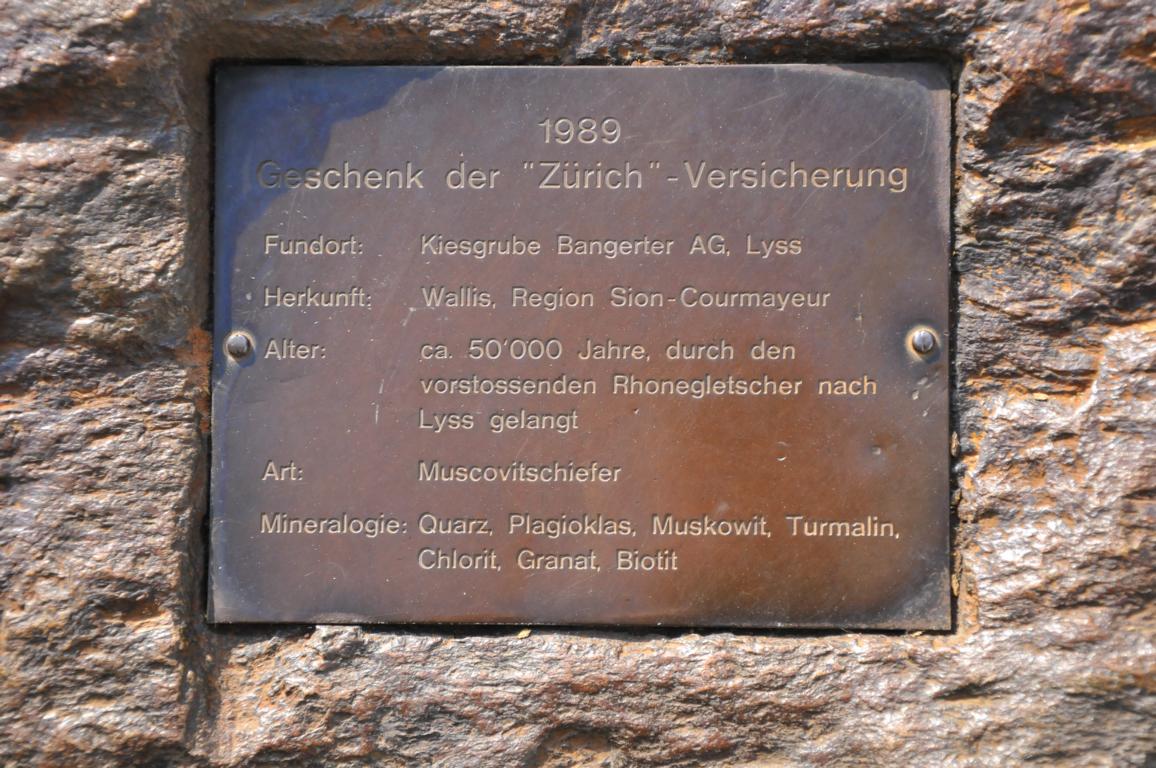 1989
Geschenk der "Zürich"-Versicherung
Fundort: Kiesgrube Bangerter AG, Lyss
Herkunft: Wallis, Region Sion-Courmayeur
Alter: ca. 50'000 Jahre, durch den
vorstossenden Rhonegletscher nach
Lyss gelangt
Art: Muscovitschiefer
Mineralogie: Quarz, Plagioklas, Muskowit, Turmalin,
Chlorit, Granat, Biotit